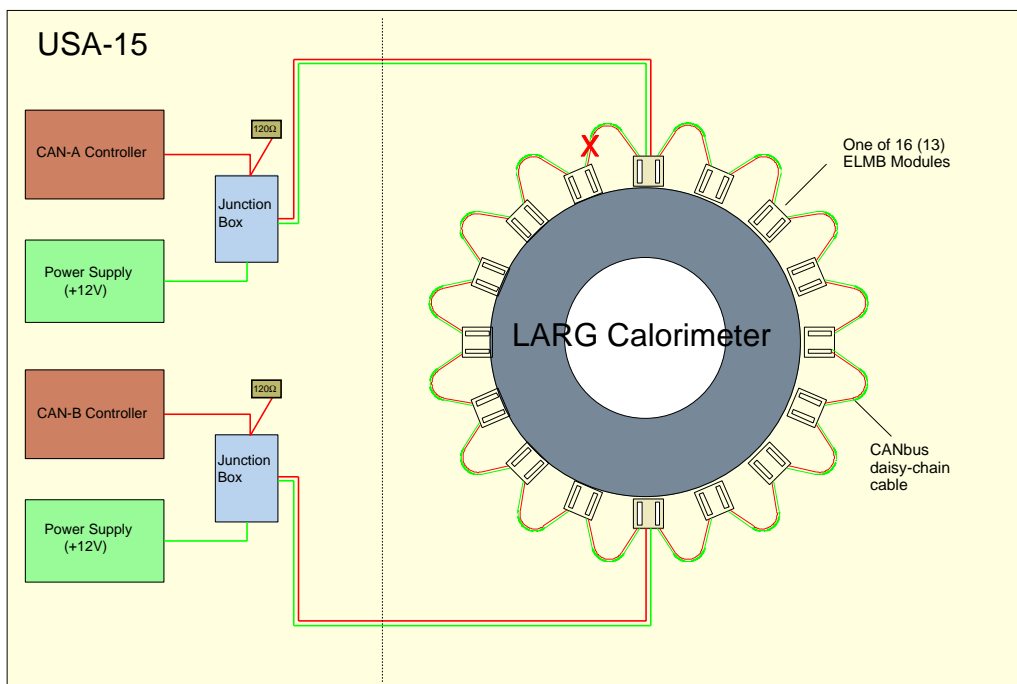 USA-15
CAN-A Controller
120Ω
Junction
Box
Power Supply
(+12V)
X
One of 16 (13)
ELMB Modules
LARG Calorimeter
CAN-B Controller
120Ω
Junction
Box
Power Supply
(+12V)
CANbus
daisy-chain
cable